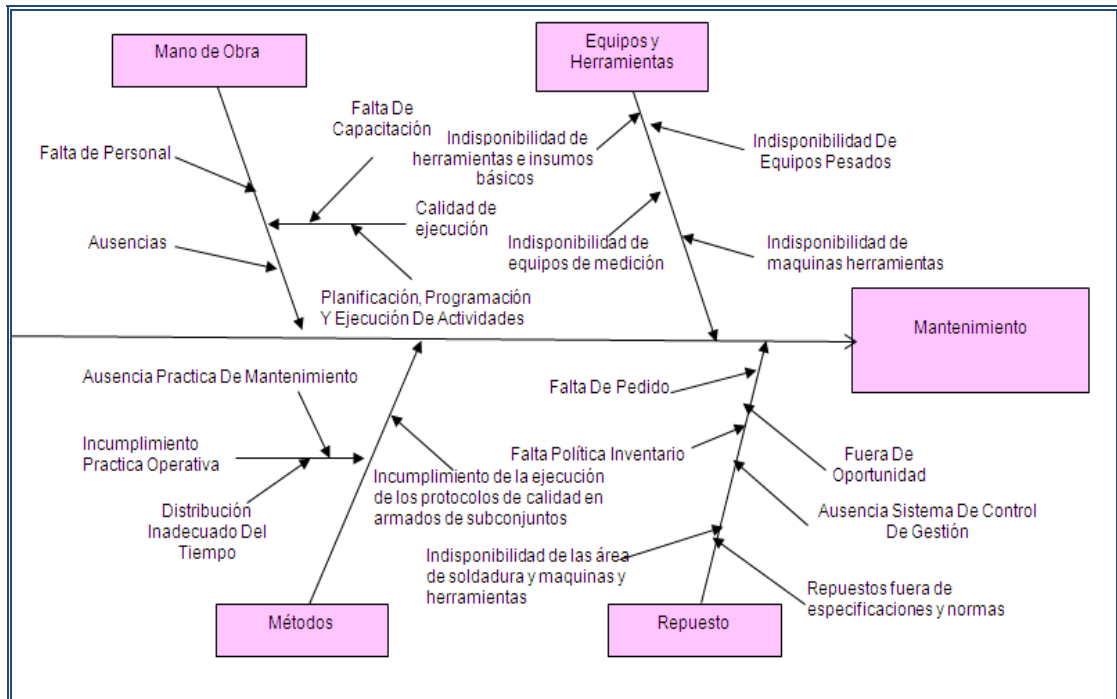 Mano de Obra
Equipos y
Herramientas
Falta De
Capacitación
Falta de Personal
Calidad de
ejecución
Ausencias
Planificación, Programación
Y Ejecución De Actividades
Indisponibilidad de
herramientas e insumos
básicos
Indisponibilidad De
Equipos Pesados
Indisponibilidad de
equipos de medición
Indisponibilidad de
maquinas herramientas
Mantenimiento
Ausencia Practica De Mantenimiento
Incumplimiento
Practica Operativa
Distribución
Inadecuado Del
Tiempo
Incumplimiento de la ejecución
de los protocolos de calidad en
armados de subconjuntos
Falta De Pedido
Falta Política Inventario
Fuera De
Oportunidad
Ausencia Sistema De Control
De Gestión
Indisponibilidad de las área
de soldadura y maquinas y
herramientas
Repuestos fuera de
especificaciones y normas
Métodos
Repuesto